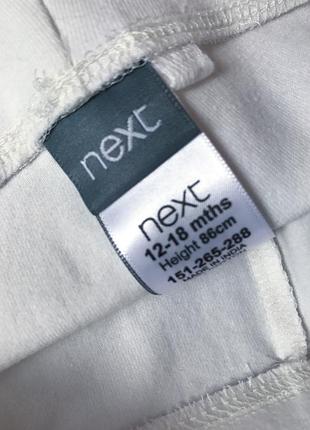 next
next
12-18 mths
Height 86cm
151-265-288
MADE IN INDIA